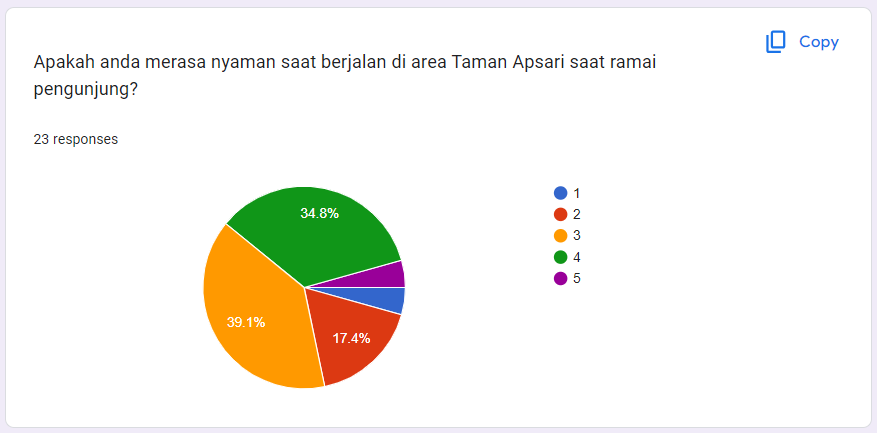 Copy
Apakah anda merasa nyaman saat berjalan di area Taman Apsari saat ramai
pengunjung?
23 responses
34.8%
39.1%
17.4%
1
2
3
4
5